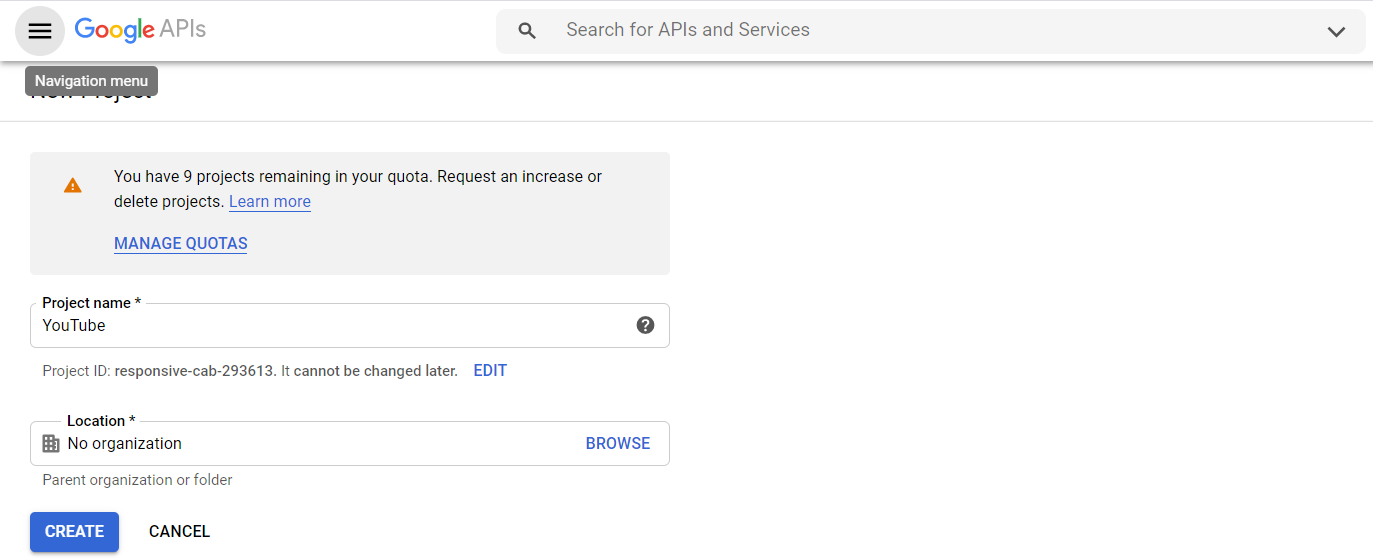 Google APIs
Search for APIs and Services
Navigation menu
New Project
You have 9 projects remaining in your quota. Request an increase or
delete projects. Learn more
MANAGE QUOTAS
Project name *
YouTube
Project ID: responsive-cab-293613. It cannot be changed later. EDIT
Location *
No organization BROWSE
Parent organization or folder
CREATE CANCEL